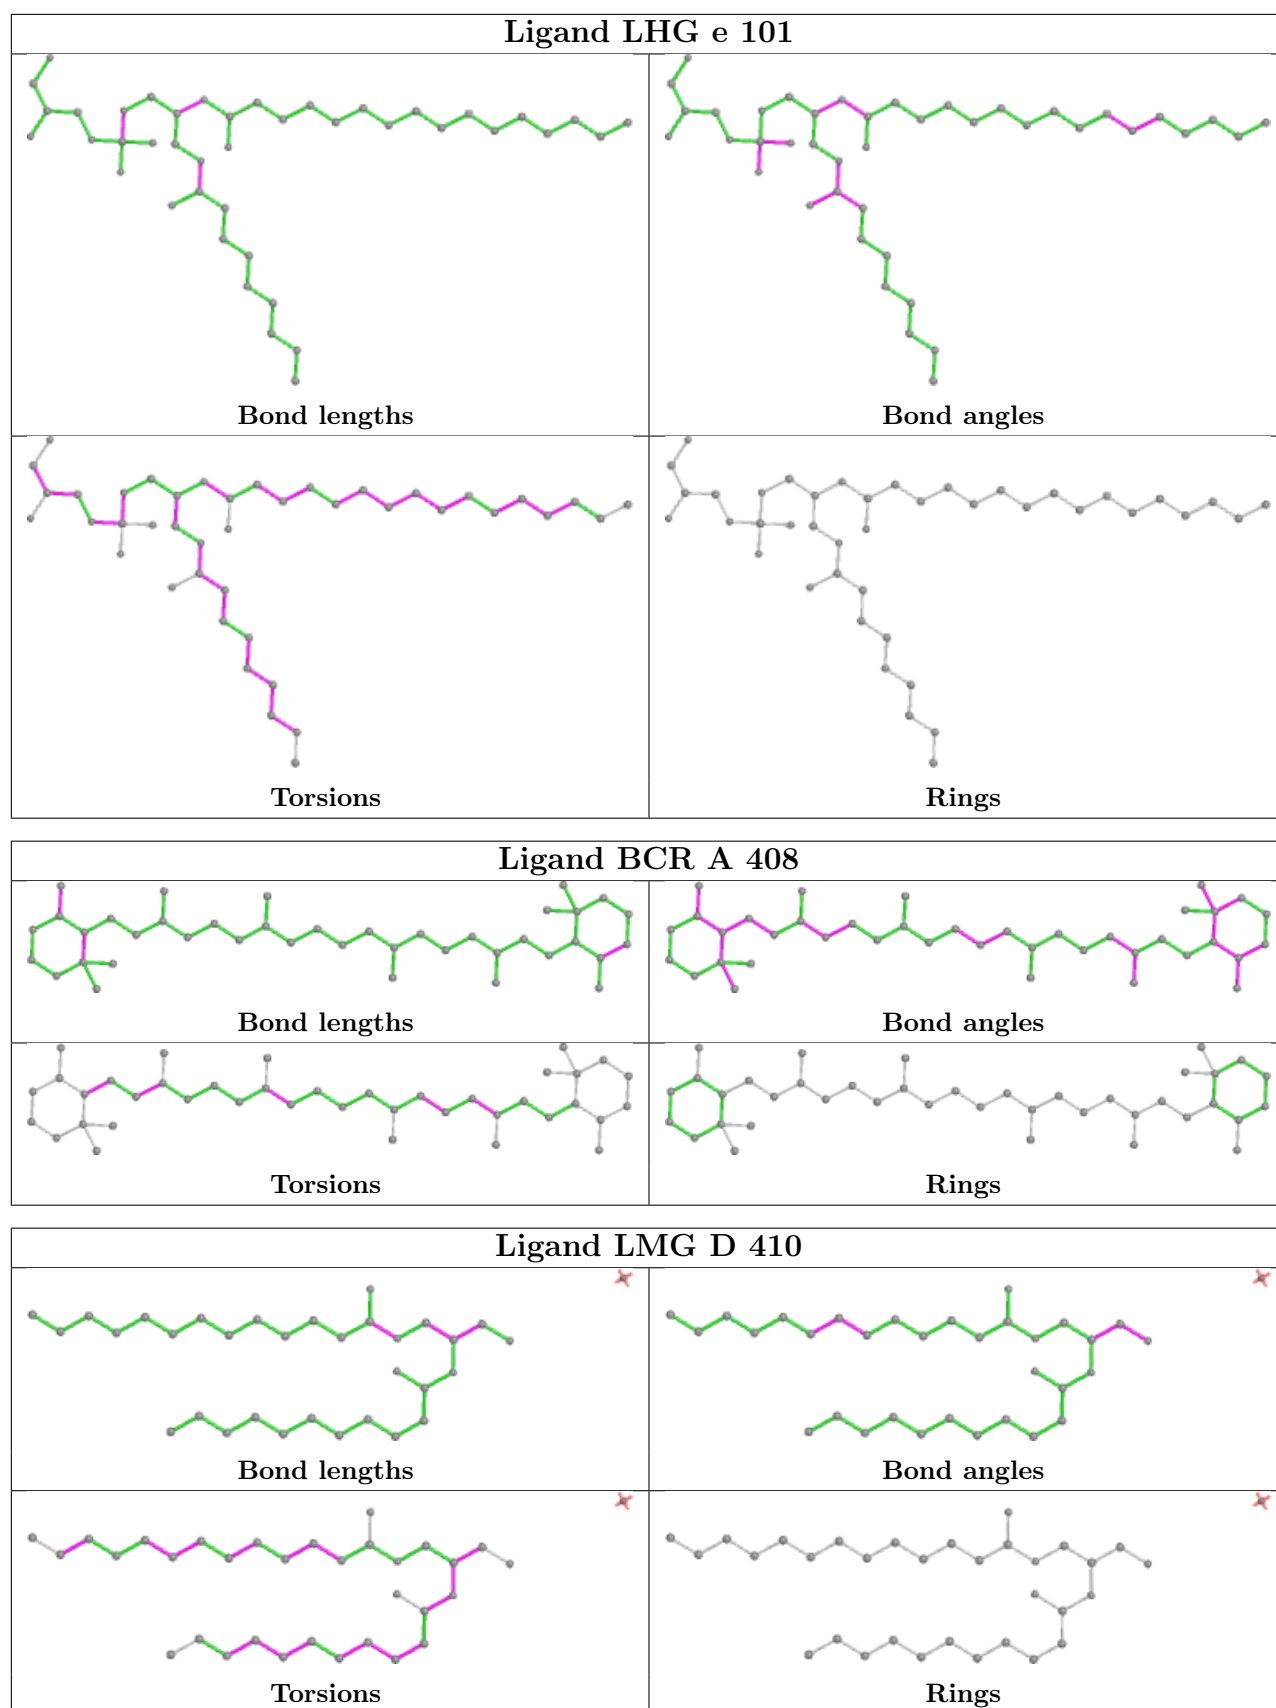 Ligand LHG e 101
Bond lengths
Bond angles
Torsions
Rings
Ligand BCR A 408
Bond lengths
Bond angles
Torsions
Rings
Ligand LMG D 410
Bond lengths
Bond angles
Torsions
Rings